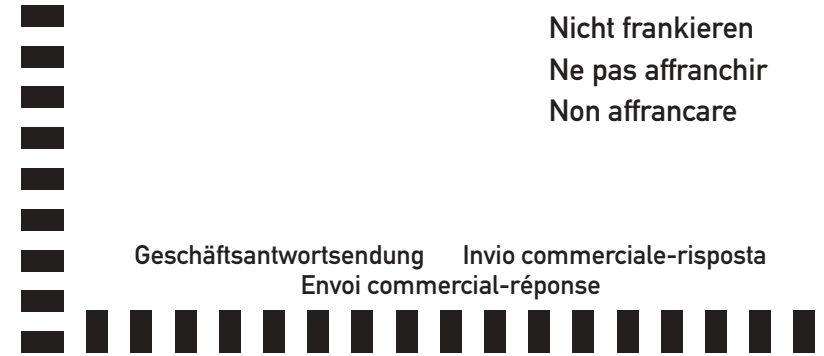 Nicht frankieren
Ne pas affranchir
Non affrancare
Geschäftsantwortsendung Invio commerciale-risposta
Envoi commercial-réponse